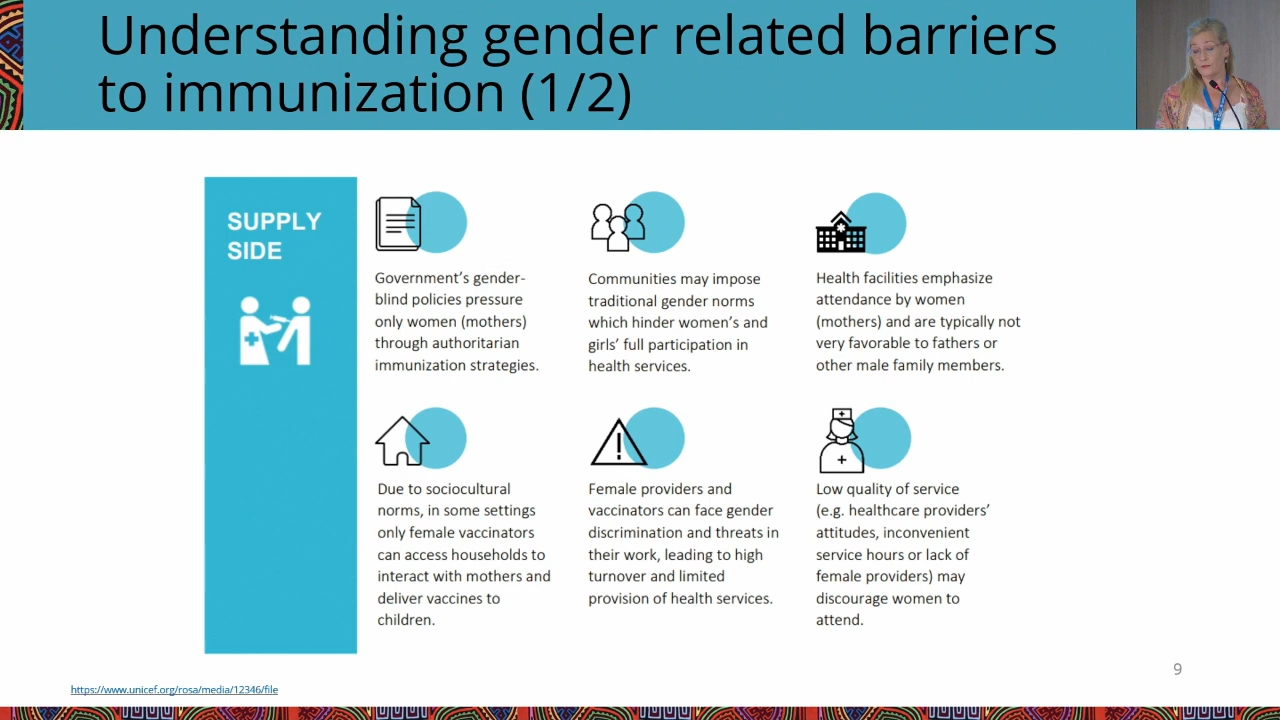 Understanding gender related barriers
to immunization (1/2)
SUPPLY
SIDE
Government's gender-
blind policies pressure
only women (mothers)
through authoritarian
immunization strategies.
Communities may impose
traditional gender norms
which hinder women's and
girls' full participation in
health services.
Health facilities emphasize
attendance by women
(mothers) and are typically not
very favorable to fathers or
other male family members.
Due to sociocultural
norms, in some settings
only female vaccinators
can access households to
interact with mothers and
deliver vaccines to
children.
Female providers and
vaccinators can face gender
discrimination and threats in
their work, leading to high
turnover and limited
provision of health services.
Low quality of service
(e.g. healthcare providers'
attitudes, inconvenient
service hours or lack of
female providers) may
discourage women to
attend.
9
https://www.unicef.org/rosa/media/12346/file